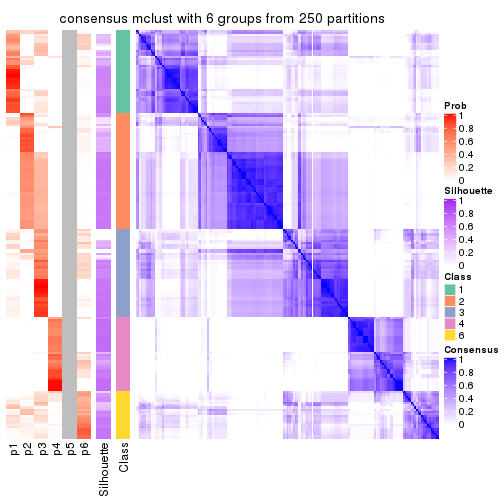 consensus mclust with 6 groups from 250 partitions
Prob
1
0.8
0.6
0.4
0.2
0
Silhouette
1
0.8
0.6
0.4
0.2
0
Class
1
2
3
4
6
Consensus
1
0.8
0.6
0.4
0.2
0
p1
p2
p3
p4
p5
p6
Silhouette
Class